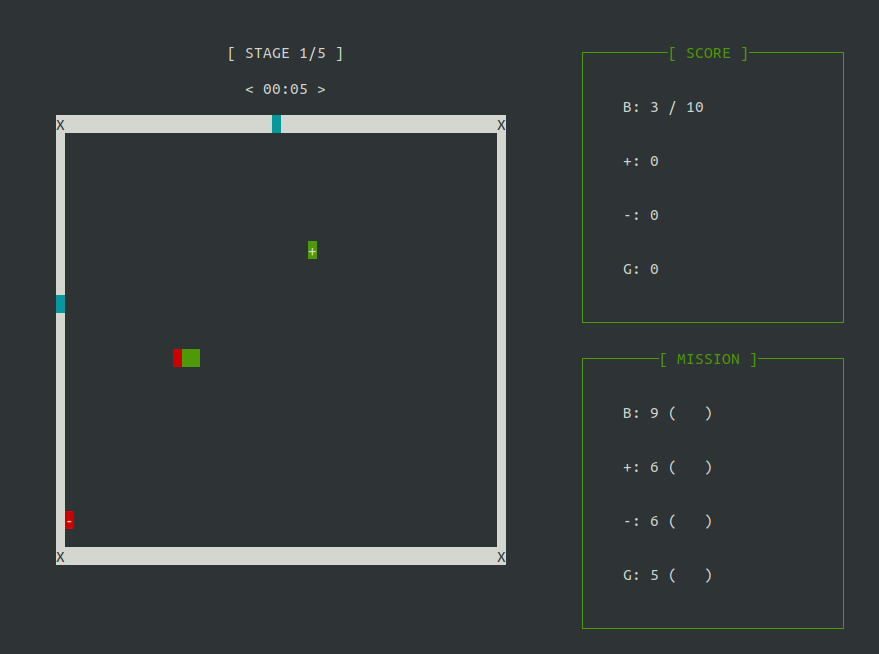 [ STAGE 1/5 ]
< 00:05 >
X X
+
-
X X
[ SCORE ]
B: 3 / 10
+: 0
-: 0
G: 0
[ MISSION ]
B: 9 (   )
+: 6 (   )
-: 6 (   )
G: 5 (   )